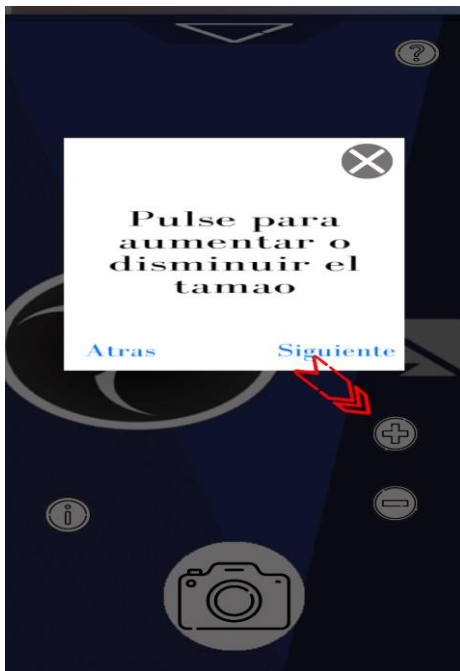 Pulse para
aumentar o
disminuir el
tamao
Atras Siguiente